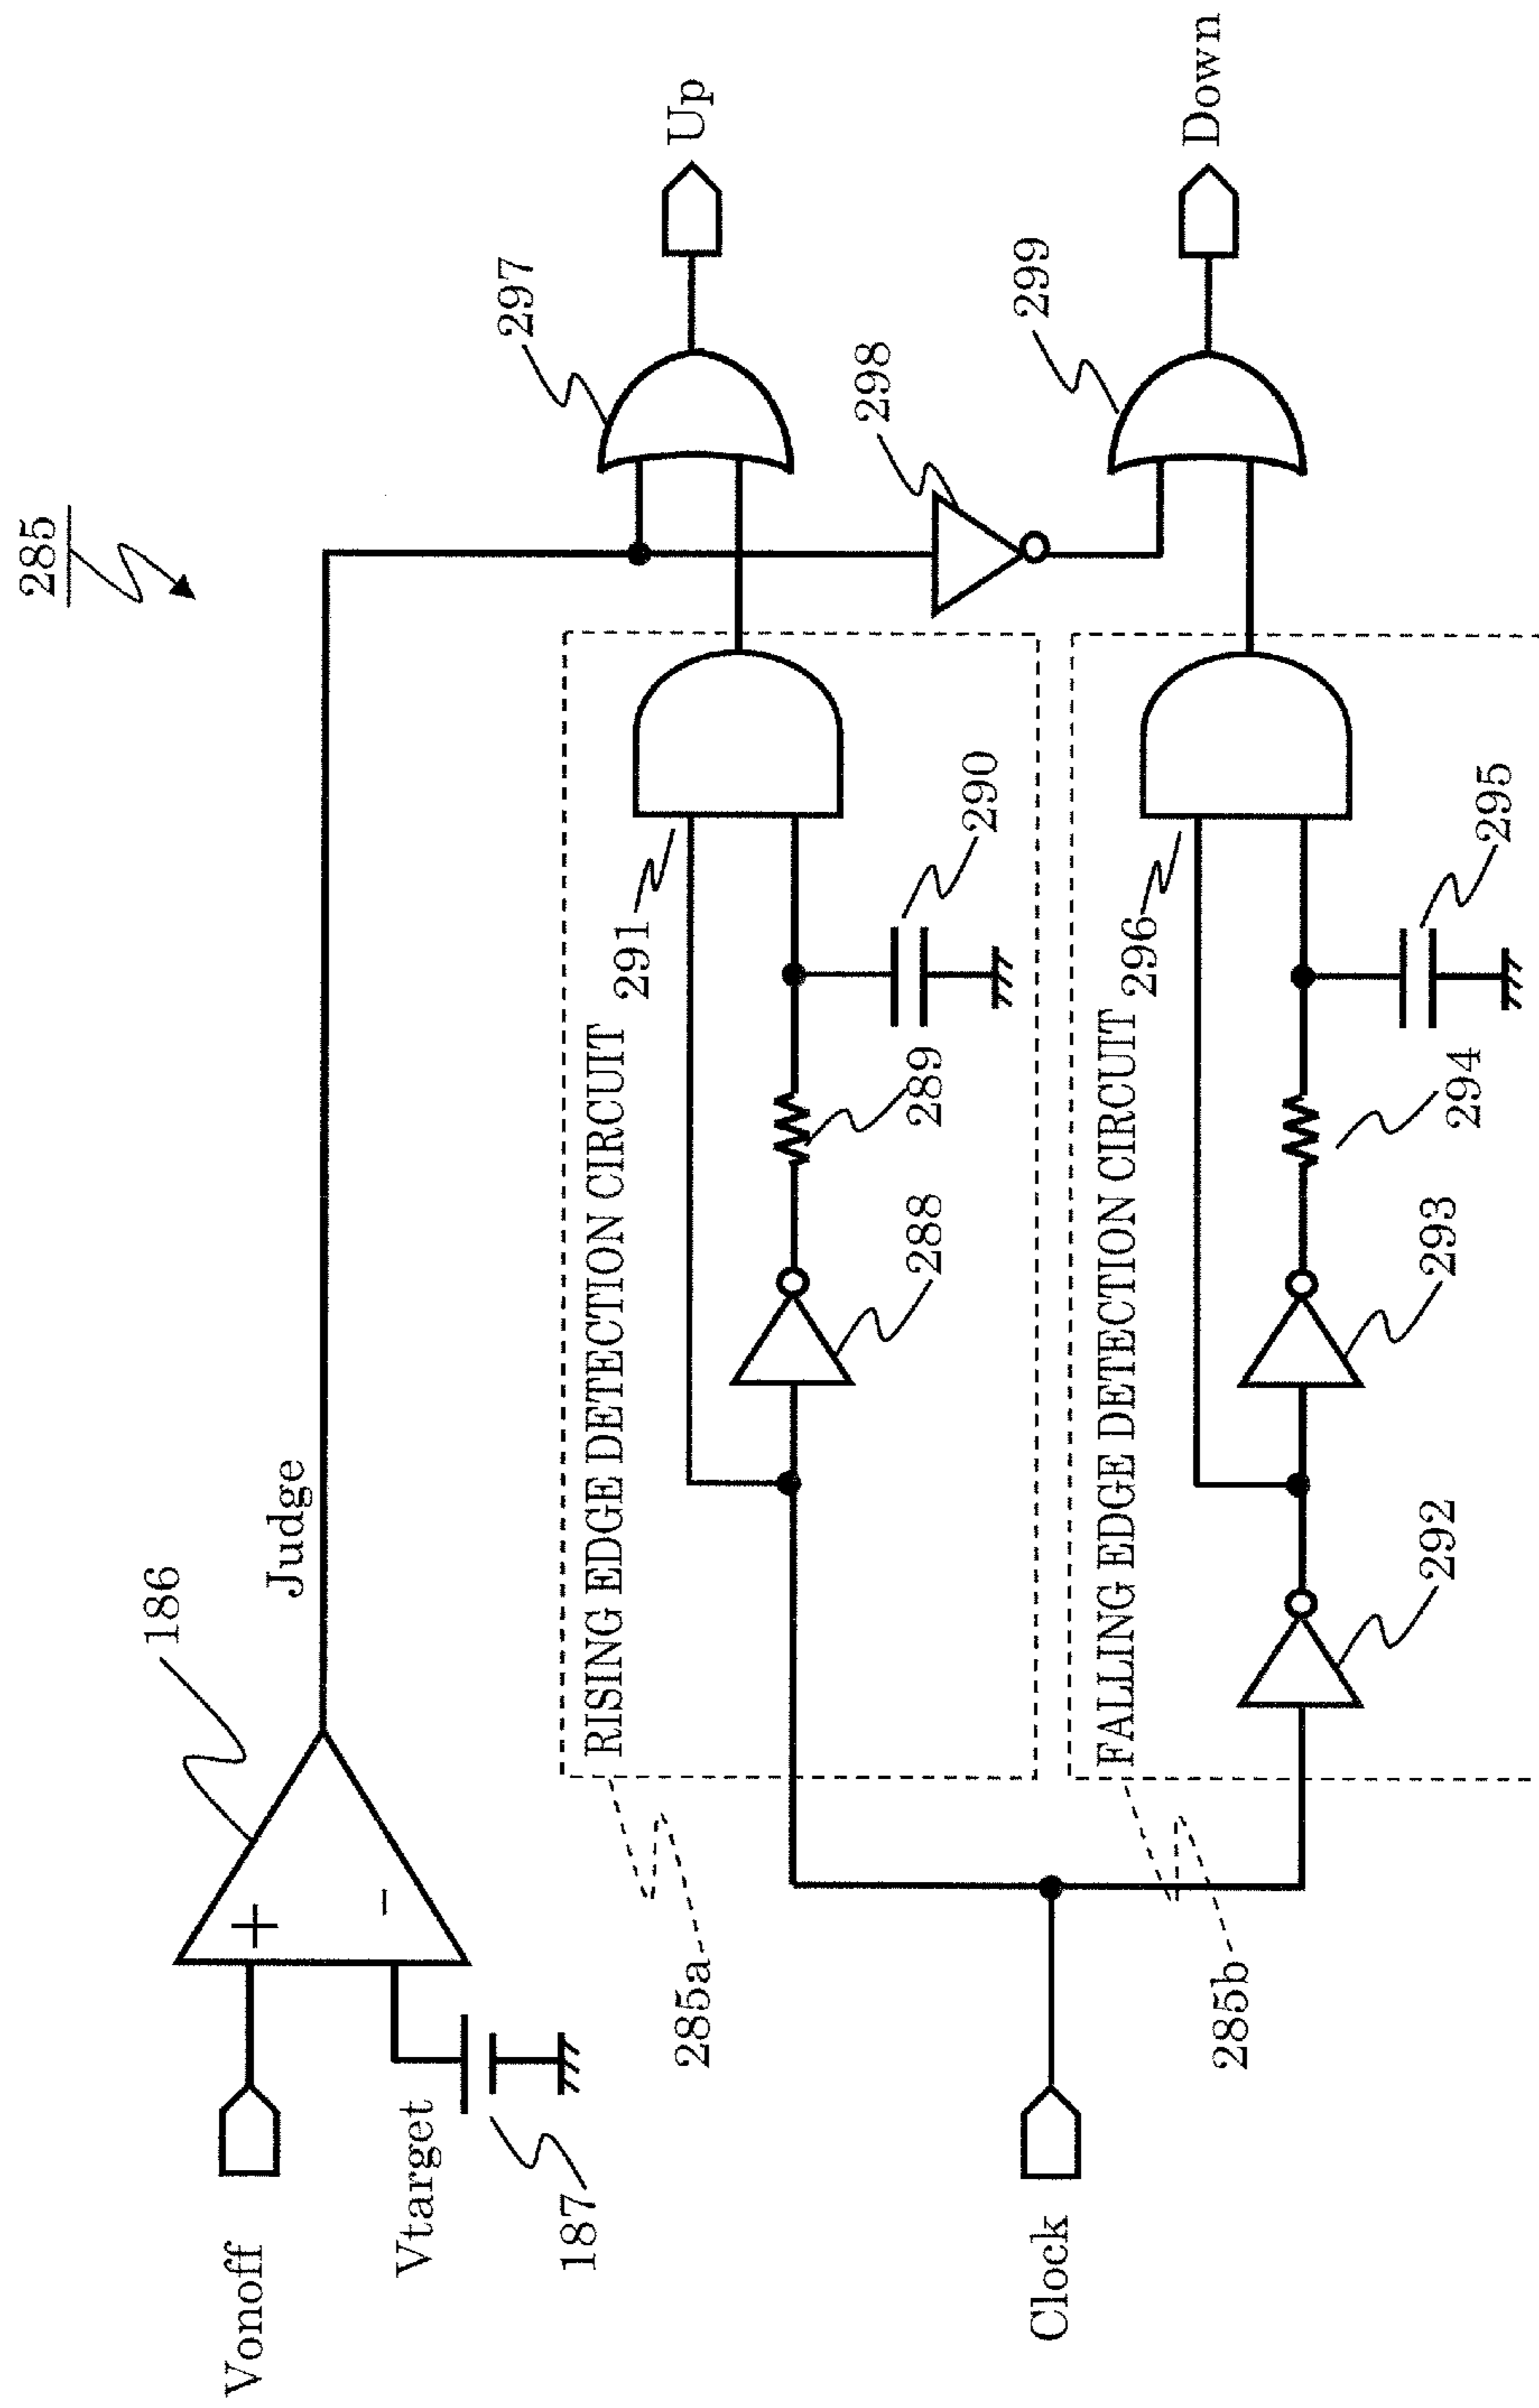 285
Vonoff
Vtarget
187
+
−
186
Judge
297
Up
298
299
Down
Clock
285a
RISING EDGE DETECTION CIRCUIT
288
289
290
291
285b
FALLING EDGE DETECTION CIRCUIT
292
293
294
295
296